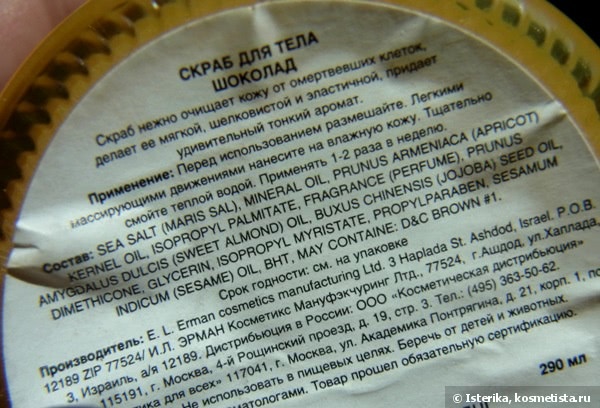 СКРАБ ДЛЯ ТЕЛА
ШОКОЛАД
Скраб нежно очищает кожу от омертвевших клеток,
делает ее мягкой, шелковистой и эластичной, придает
удивительный тонкий аромат.
Применение: Перед использованием размешайте. Легкими
массирующими движениями нанесите на влажную кожу. Тщательно
смойте теплой водой. Применять 1-2 раза в неделю.
Состав: SEA SALT (MARIS SAL), MINERAL OIL, PRUNUS ARMENIACA (APRICOT)
KERNEL OIL, ISOPROPYL PALMITATE, FRAGRANCE (PERFUME), PRUNUS
AMYGDALUS DULCIS (SWEET ALMOND) OIL, BUXUS CHINENSIS (JOJOBA) SEED OIL,
DIMETHICONE, GLYCERIN, ISOPROPYL MYRISTATE, PROPYLPARABEN, SESAMUM
INDICUM (SESAME) OIL, BHT, MAY CONTAINE: D&C BROWN #1.
Срок годности: см. на упаковке
Производитель: E. L. Erman cosmetics manufacturing Ltd. 3 Haplada St. Ashdod, Israel. P.O.B.
12189 ZIP 77524/ И.Л. ЭРМАН Косметикс Мануфэкчуринг Лтд., 77524, г.Ашдод, ул.Хаплада,
3, Израиль, а/я 12189. Дистрибьюция в России: ООО «Косметическая дистрибьюция»
115191, г. Москва, 4-й Рощинский проезд, д. 19, стр. 3. Тел.: (495) 363-50-62.
тика для всех" 117041, г. Москва, ул. Академика Понтрягина, д. 21, корп. 1, по
Не использовать в пищевых целях. Беречь от детей и животных.
матологами. Товар прошел обязательную сертификацию.
290 мл
© Isterika, kosmetista.ru